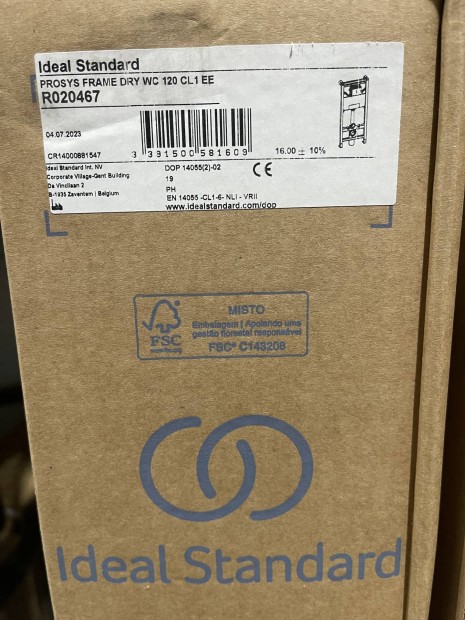 Ideal Standard
PROSYS FRAME DRY WC 120 CL1 EE
R020467
04.07.2023
3 391500 581609
16.00 ± 10%
CR14000881547
Ideal Standard Int. NV
Corporate Village-Gent Building
Da Vincilaan 2
B-1935 Zaventem | Belgium
DOP 14055(2)-02
CE
19
PH
EN 14055 -CL1-6- NLI - VRII
www.idealstandard.com/dop
FSC
MISTO
Embalagem | Apoiando uma
gestão florestal responsável
FSC® C143208
Ideal Standard